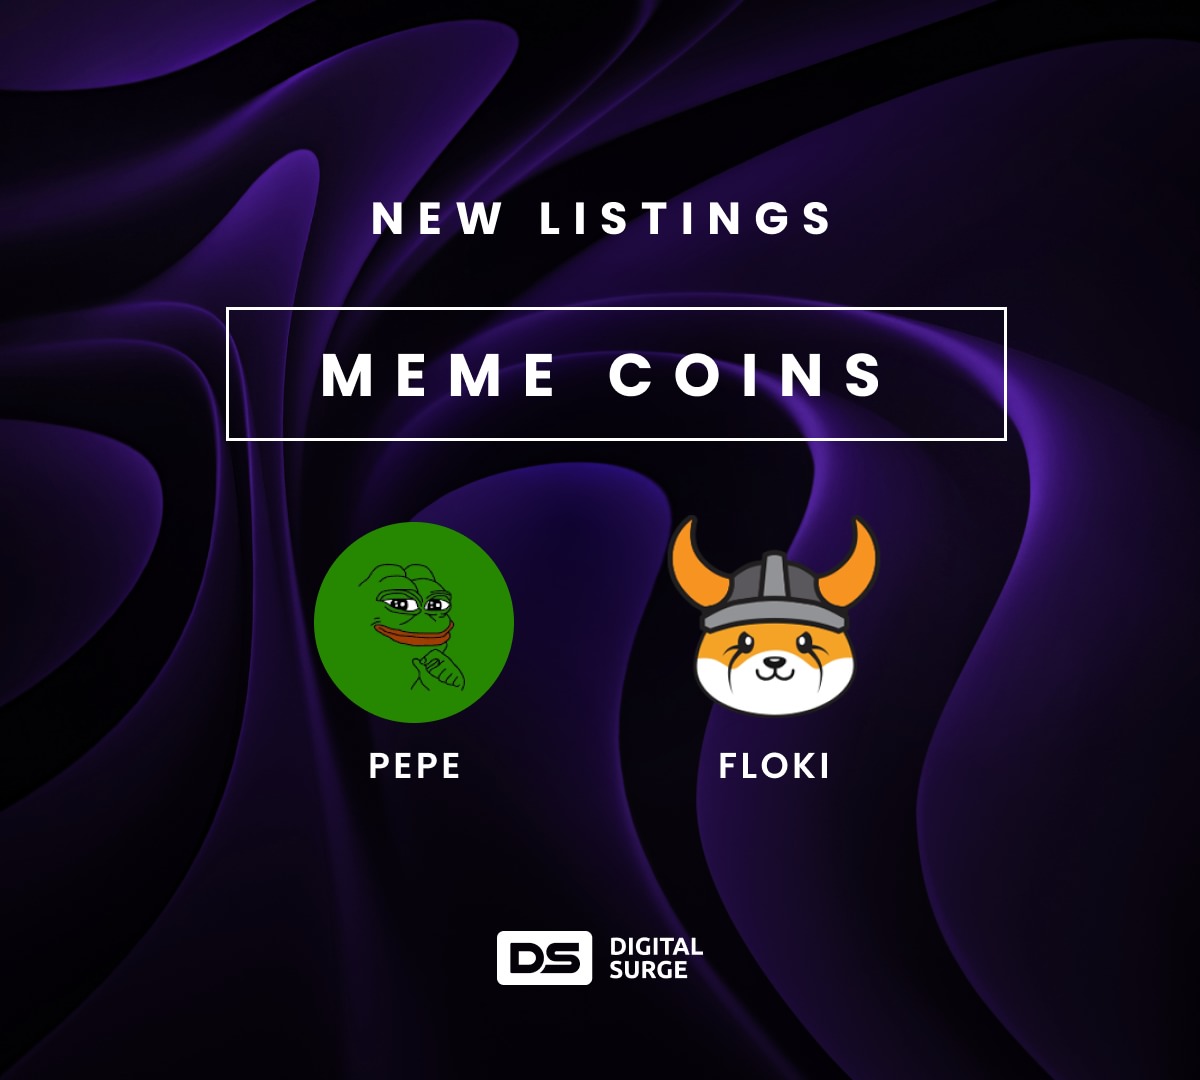 NEW LISTINGS
MEME COINS
PEPE
FLOKI
DS
DIGITAL
SURGE